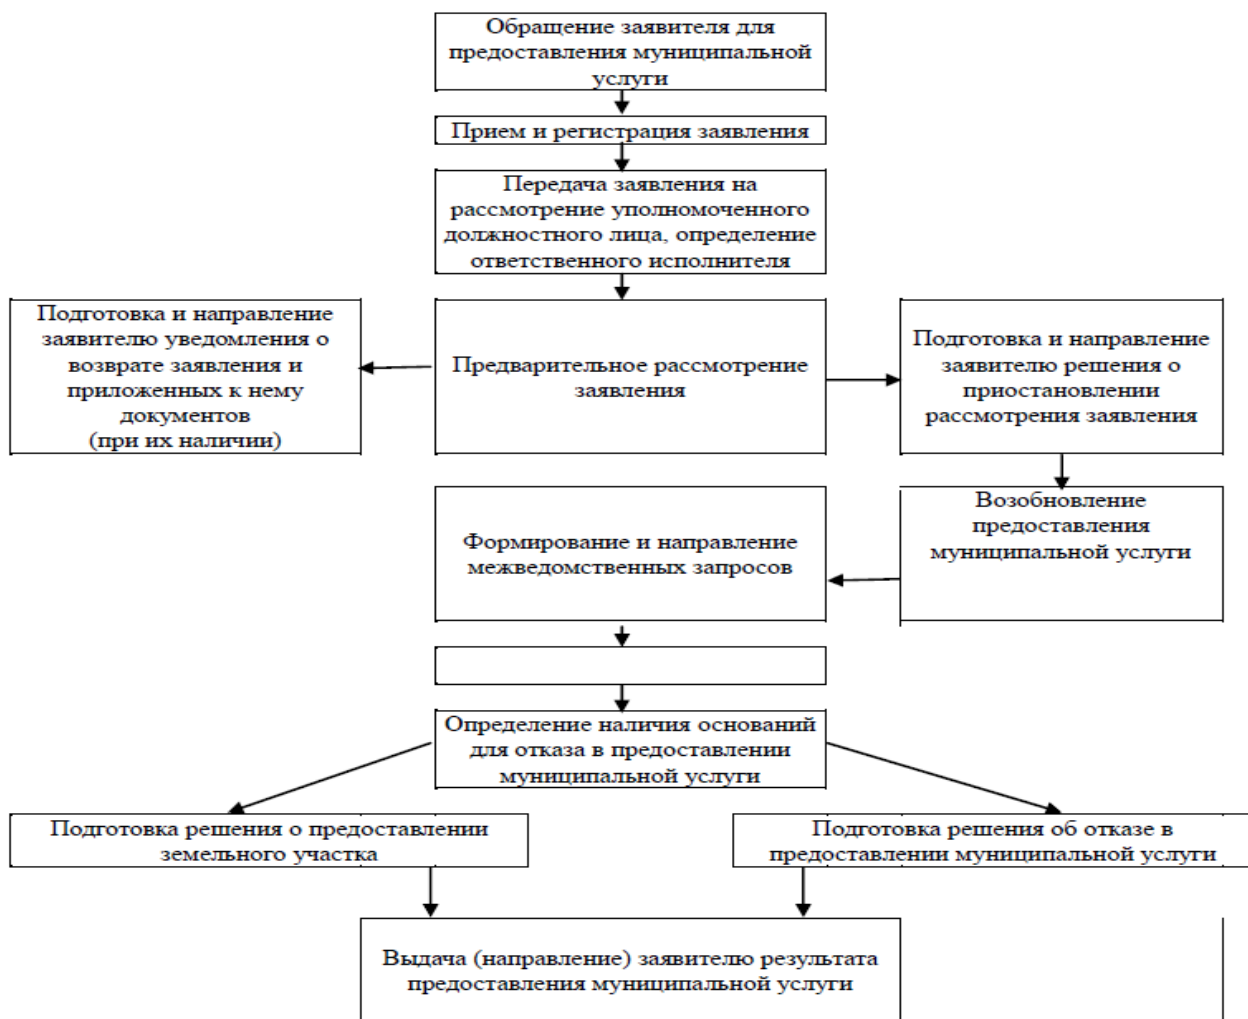 Обращение заявителя для
предоставления муниципальной
услуги
Прием и регистрация заявления
Передача заявления на
рассмотрение уполномоченного
должностного лица, определение
ответственного исполнителя
Подготовка и направление
заявителю уведомления о
возврате заявления и
приложенных к нему
документов
(при их наличии)
Предварительное рассмотрение
заявления
Подготовка и направление
заявителю решения о
приостановлении
рассмотрения заявления
Формирование и направление
межведомственных запросов
Возобновление
предоставления
муниципальной услуги
Определение наличия оснований
для отказа в предоставлении
муниципальной услуги
Подготовка решения о предоставлении
земельного участка
Подготовка решения об отказе в
предоставлении муниципальной услуги
Выдача (направление) заявителю результата
предоставления муниципальной услуги